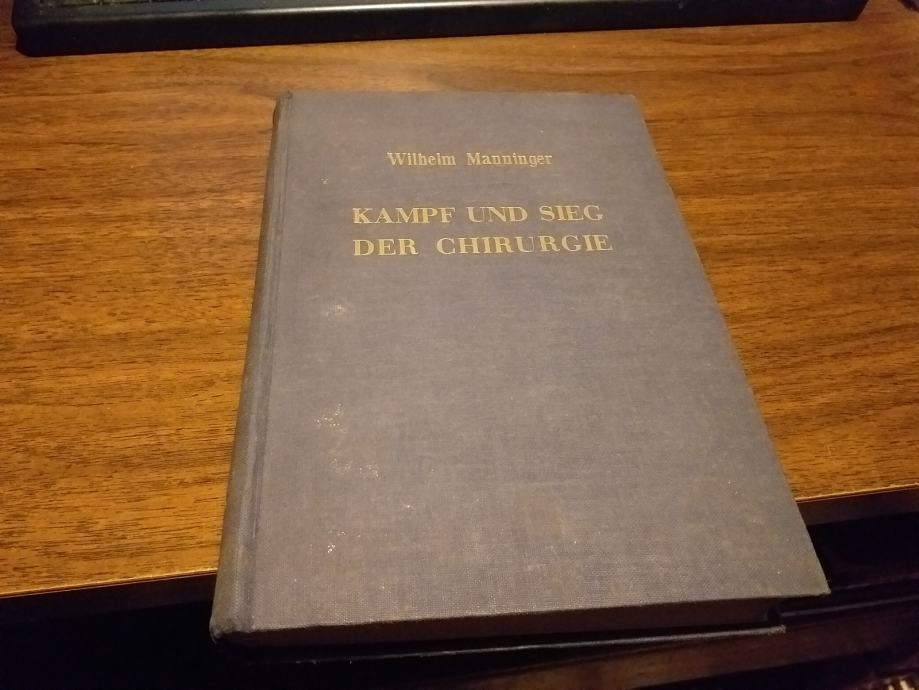 Wilhelm Manninger
KAMPF UND SIEG
DER CHIRURGIE